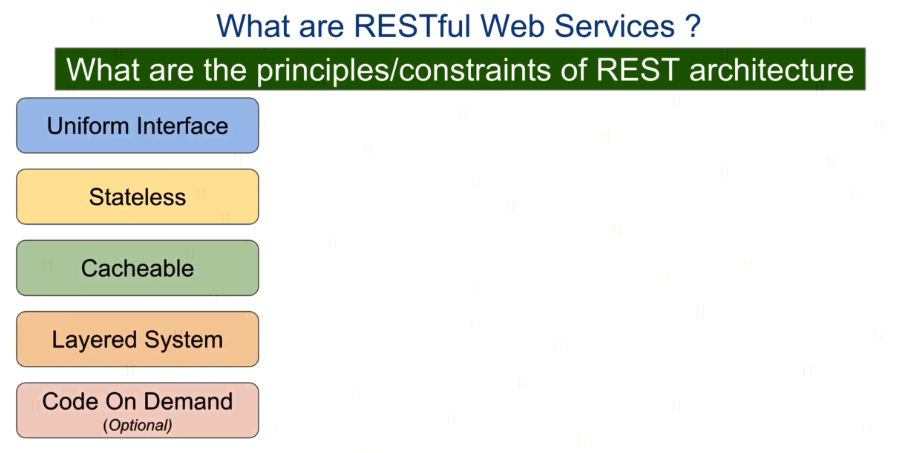 What are RESTful Web Services ?
What are the principles/constraints of REST architecture
Uniform Interface
Stateless
Cacheable
Layered System
Code On Demand
(Optional)